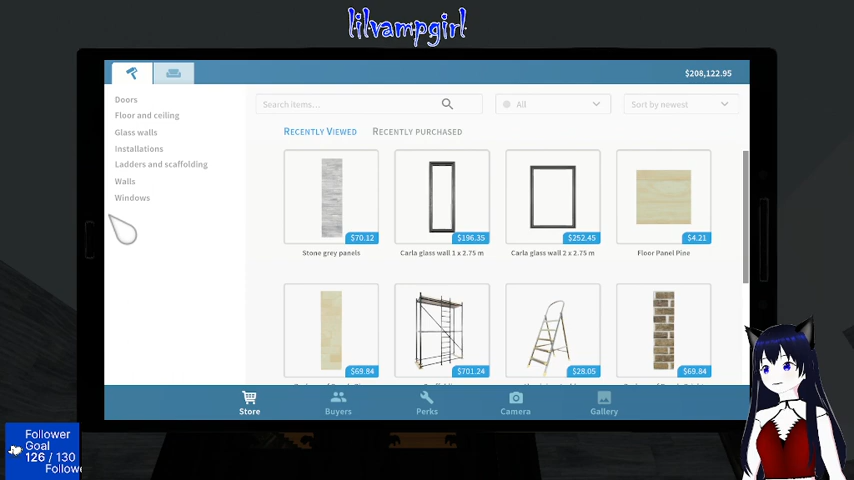 lilvampgirl
$208,122.95
Doors
Floor and ceiling
Glass walls
Installations
Ladders and scaffolding
Walls
Windows
Search items...
All
Sort by newest
Recently Viewed
Recently Purchased
$70.12
Stone grey panels
$196.35
Carla glass wall 1 x 2.75 m
$252.45
Carla glass wall 2 x 2.75 m
$4.21
Floor Panel Pine
$69.84
$701.24
$28.05
$69.84
Store
Buyers
Perks
Camera
Gallery
Follower
Goal
126 / 130
Followe